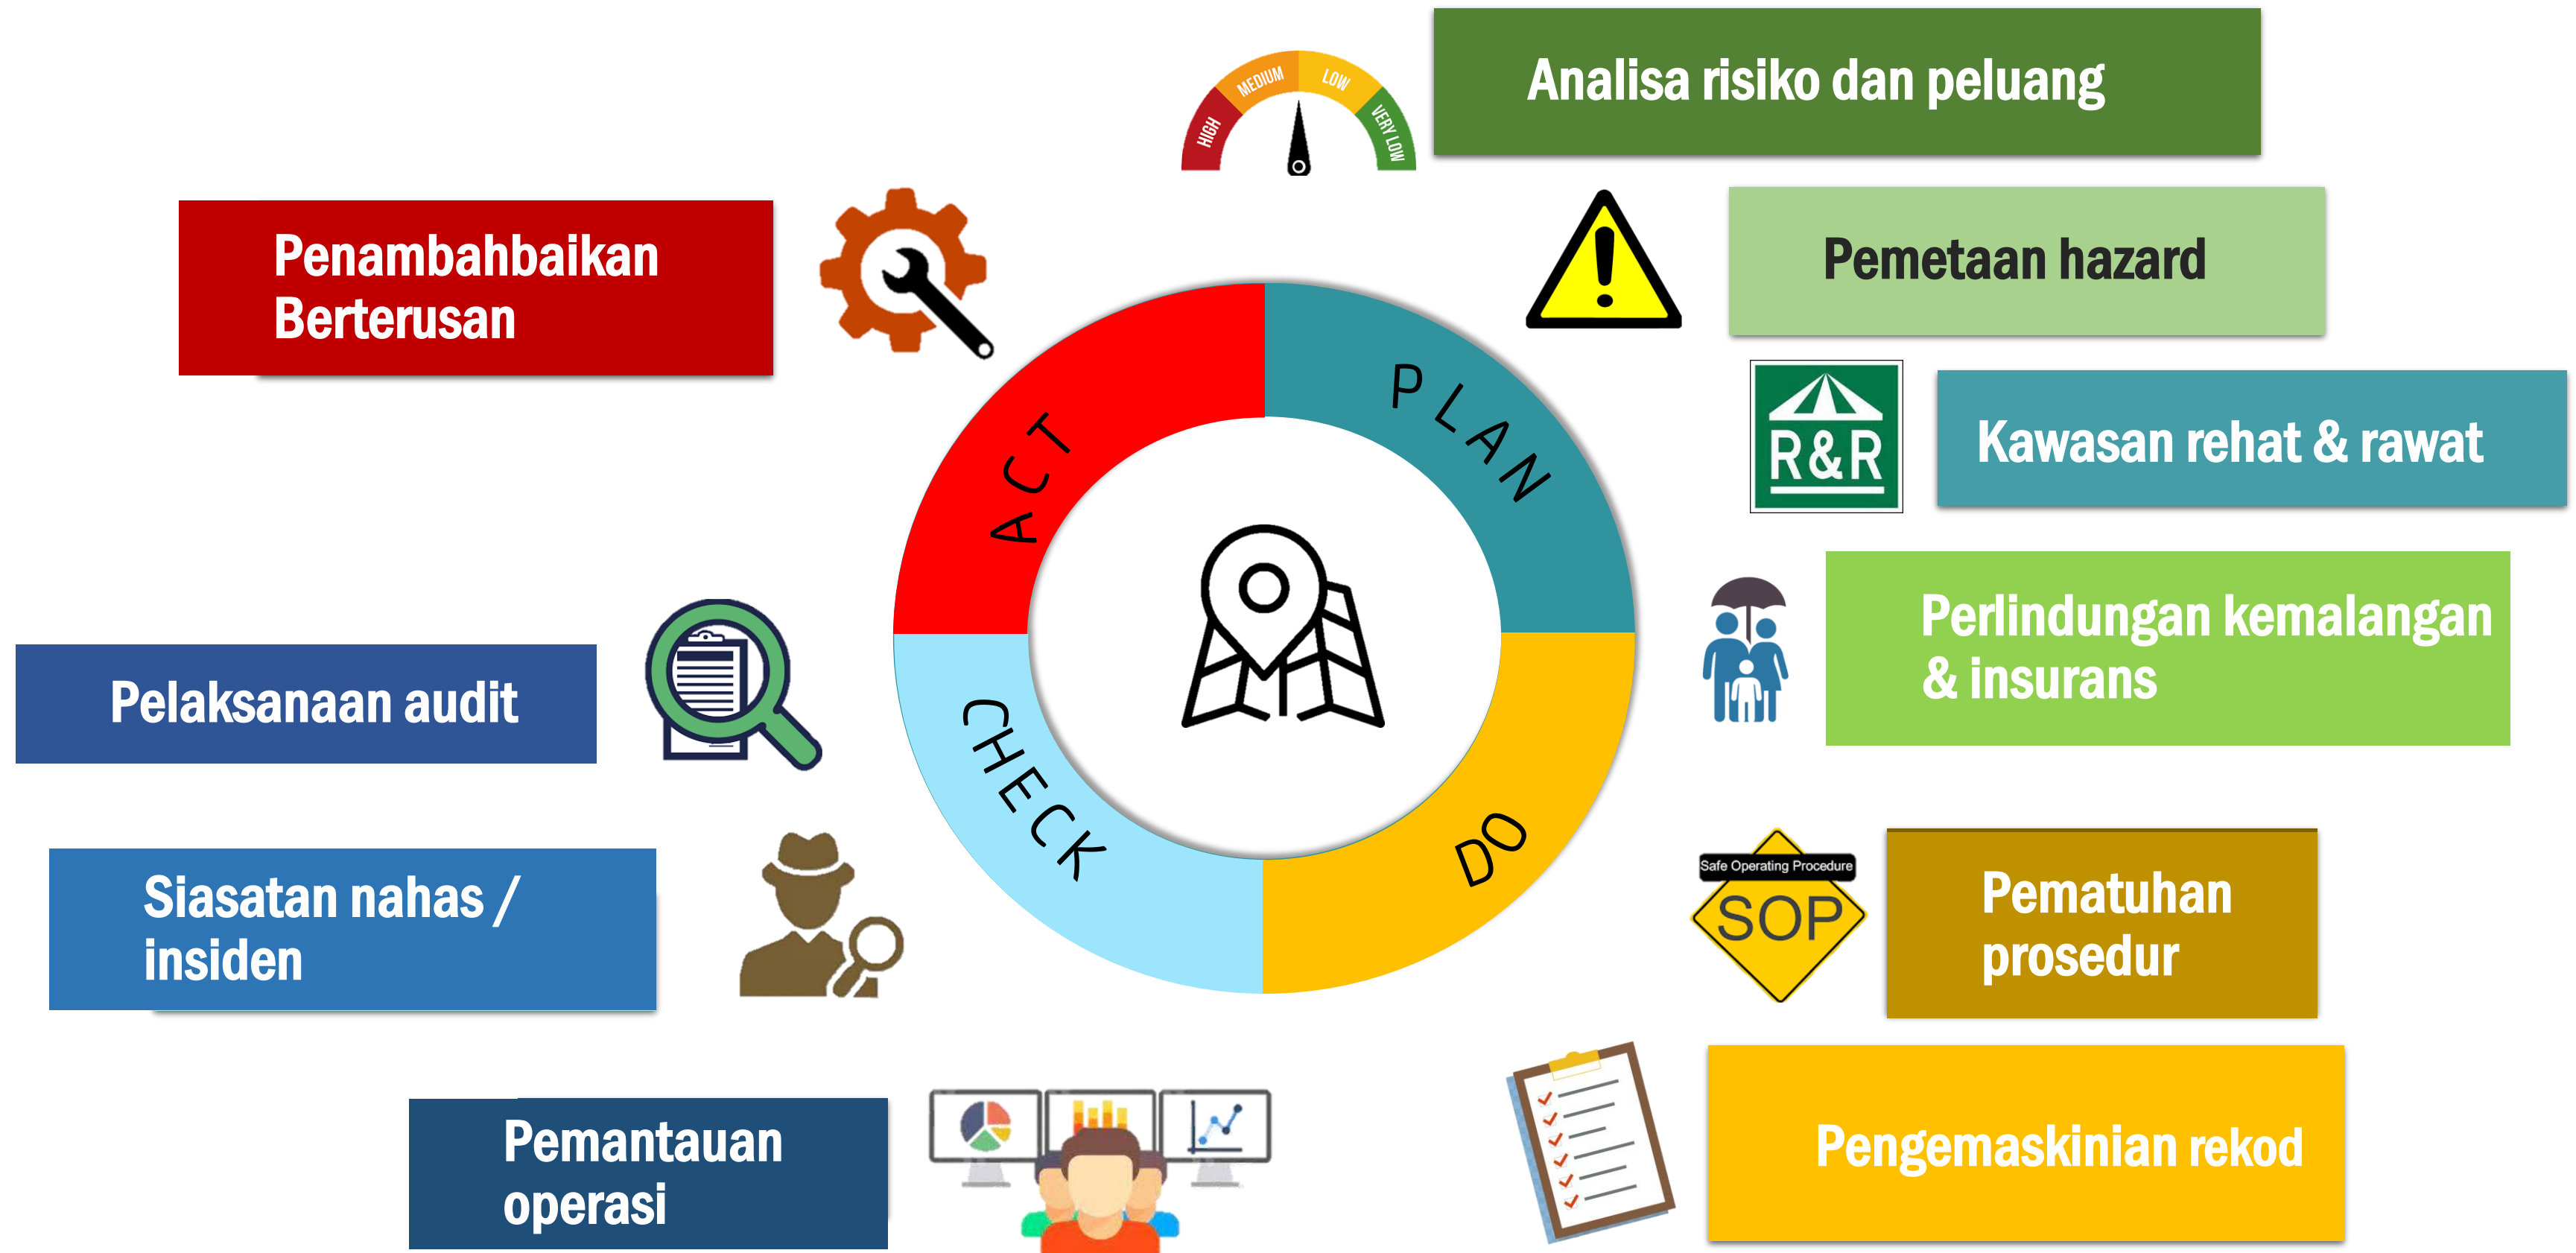 Analisa risiko dan peluang
HIGH
MEDIUM
LOW
VERY LOW
Pemetaan hazard
R&R
Kawasan rehat & rawat
Perlindungan kemalangan
& insurans
Safe Operating Procedure
SOP
Pematuhan
prosedur
Pengemaskinian rekod
Pemantauan
operasi
Siasatan nahas /
insiden
Pelaksanaan audit
Penambahbaikan
Berterusan
PLAN
DO
CHECK
ACT